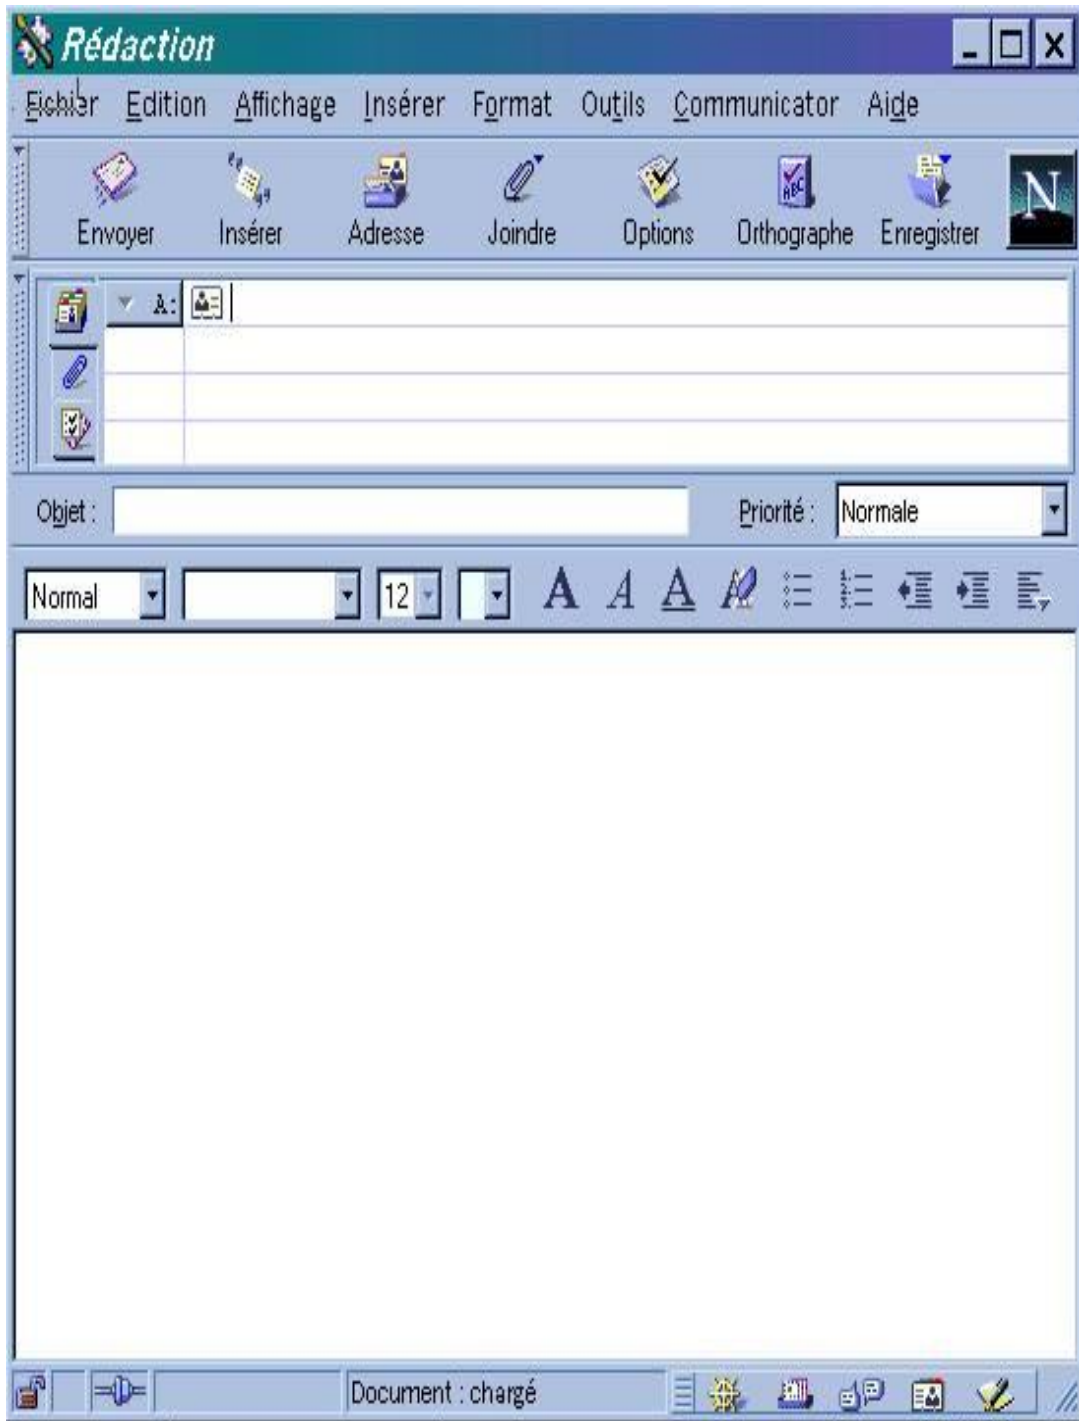 Rédaction
Fichier Edition Affichage Insérer Format Outils Communicator Aide
Envoyer Insérer Adresse Joindre Options Orthographe Enregistrer N
A:
Objet : Priorité : Normale
Normal 12 A A A A
Document : chargé